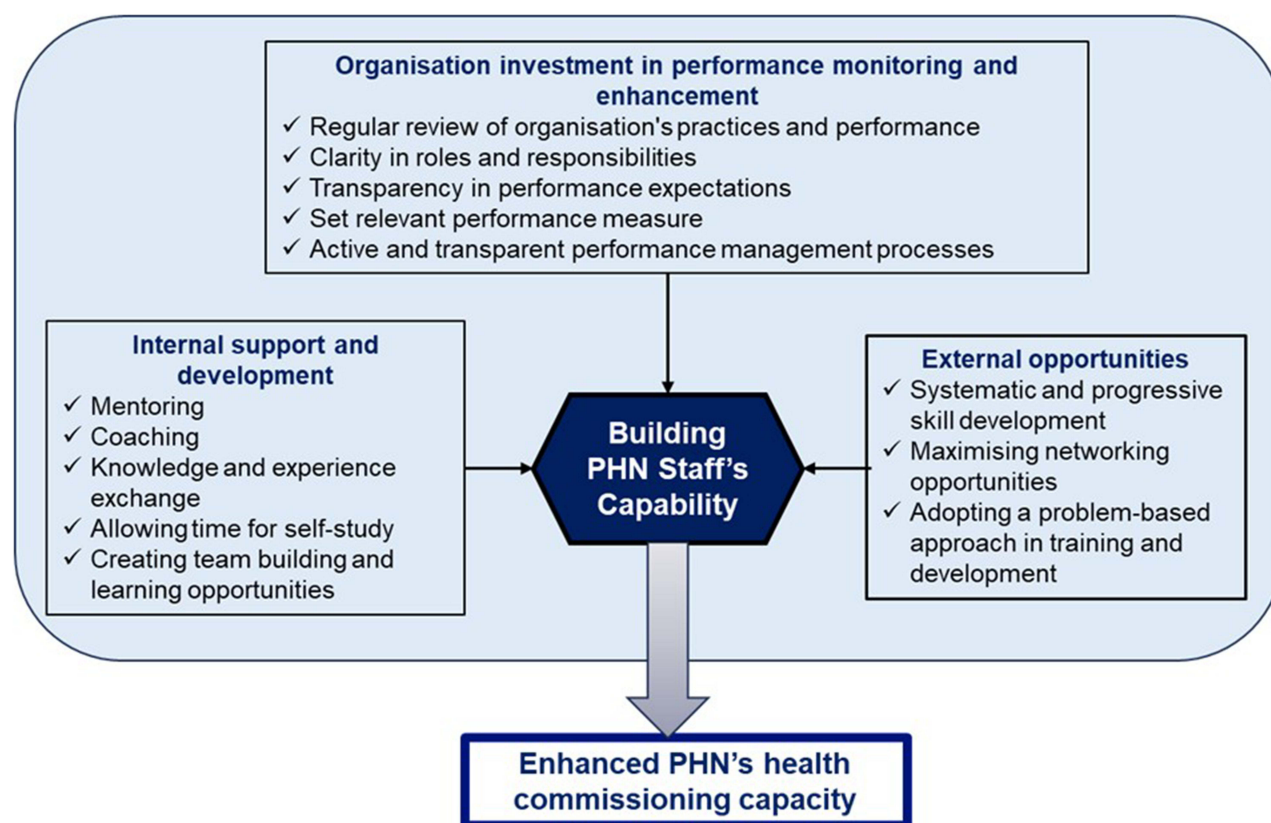 Organisation investment in performance monitoring and
enhancement
✓ Regular review of organisation's practices and performance
✓ Clarity in roles and responsibilities
✓ Transparency in performance expectations
✓ Set relevant performance measure
✓ Active and transparent performance management processes
Internal support and
development
✓ Mentoring
✓ Coaching
✓ Knowledge and experience
exchange
✓ Allowing time for self-study
✓ Creating team building and
learning opportunities
Building
PHN Staff's
Capability
External opportunities
✓ Systematic and progressive
skill development
✓ Maximising networking
opportunities
✓ Adopting a problem-based
approach in training and
development
Enhanced PHN's health
commissioning capacity